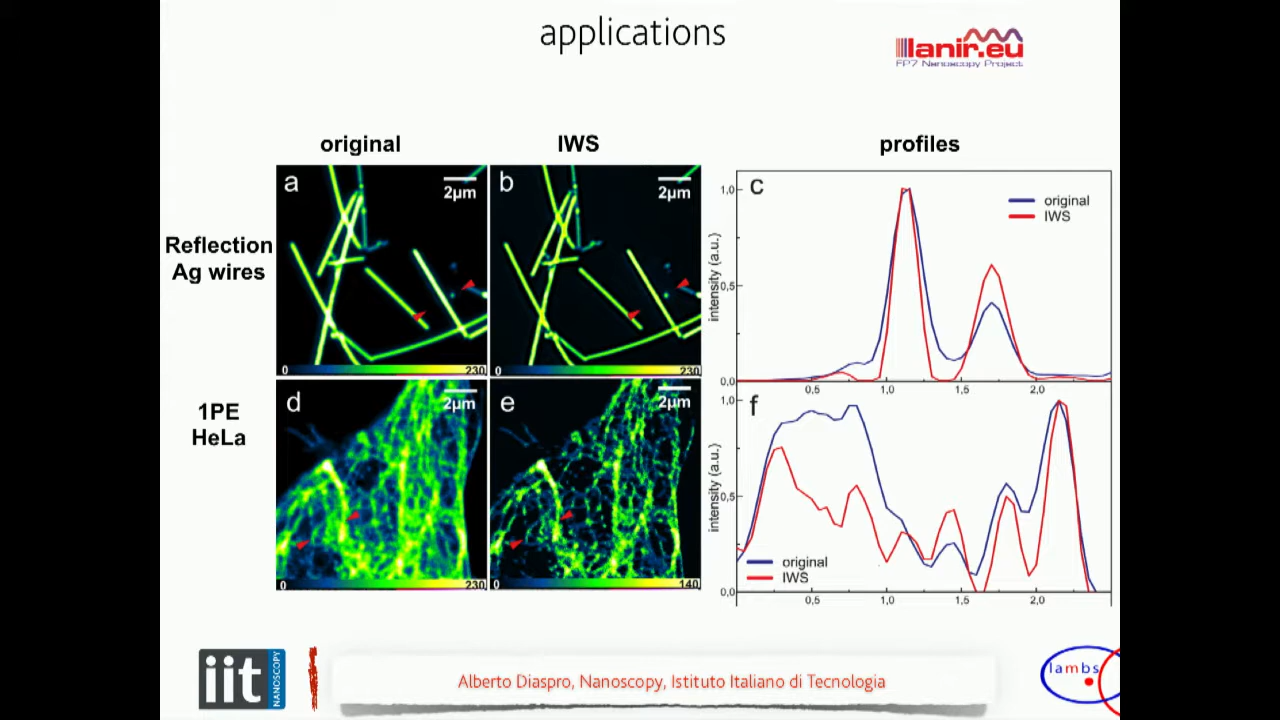 applications
lanir.eu
FP7 Nanoscopy Project
original
IWS
profiles
Reflection
Ag wires
a
2µm
0
230
b
2µm
0
230
c
original
IWS
intensity (a.u.)
1,0
0,5
0,0
0,5
1,0
1,5
2,0
1PE
HeLa
d
2µm
0
230
e
2µm
0
140
f
original
IWS
intensity (a.u.)
1,0
0,5
0,0
0,5
1,0
1,5
2,0
iit
NANOSCOPY
Alberto Diaspro, Nanoscopy, Istituto Italiano di Tecnologia
lambs